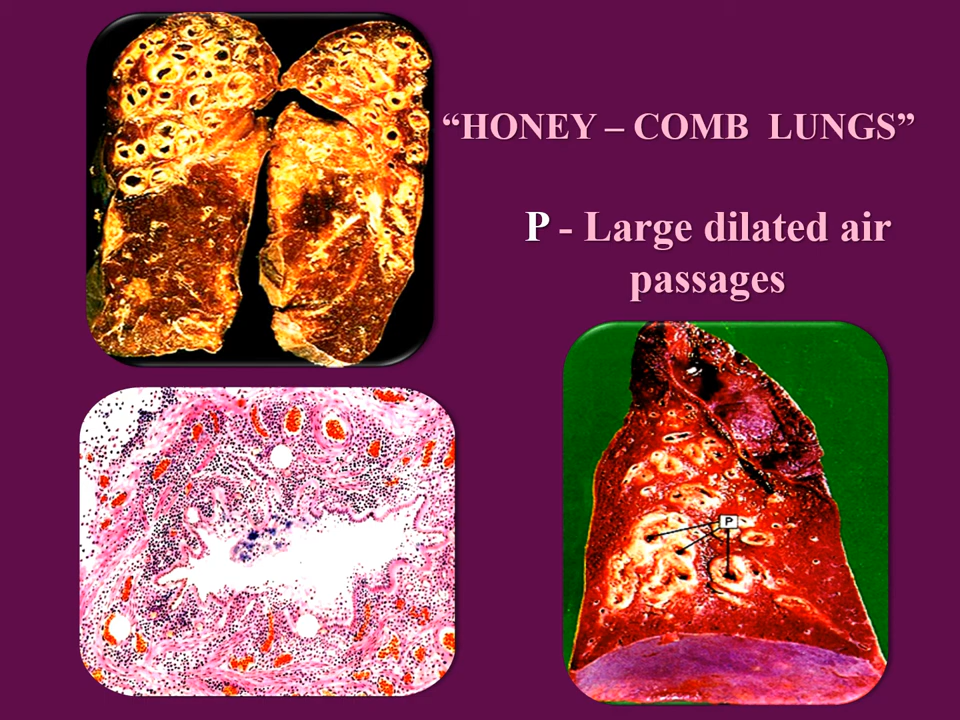 “HONEY – COMB LUNGS”
P - Large dilated air
passages
P